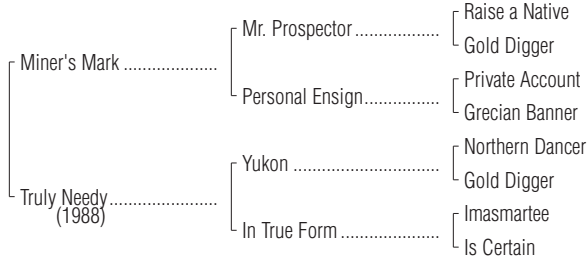 Raise a Native
Mr. Prospector ..................
Gold Digger
Miner's Mark ....................
Private Account
Personal Ensign................
Grecian Banner
Northern Dancer
Yukon ...............................
Gold Digger
Truly Needy.......................
(1988)
Imasmartee
In True Form .....................
Is Certain